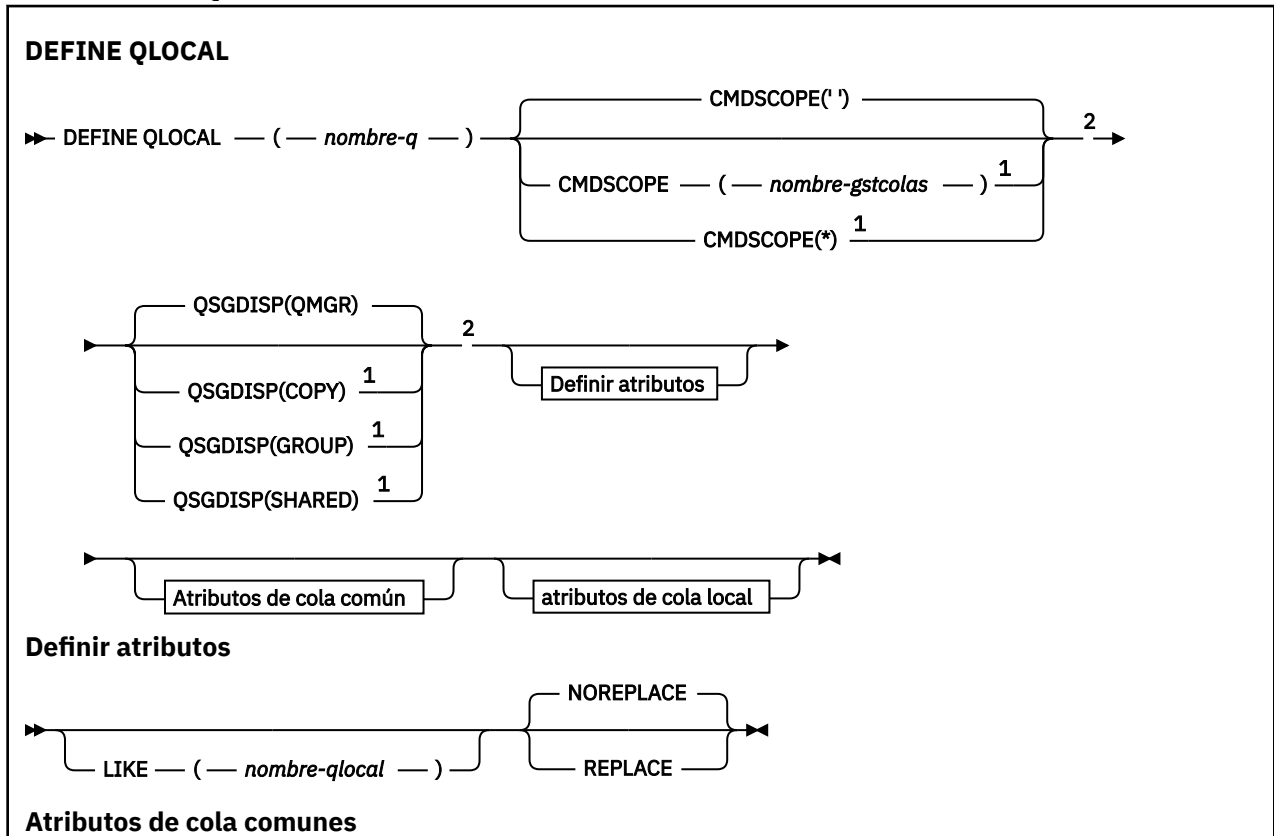 DEFINE QLOCAL
CMDSCOPE(' ')
DEFINE QLOCAL ( nombre-q ) 2
CMDSCOPE ( nombre-gstcolas ) 1
CMDSCOPE(*) 1
QSGDISP(QMGR)
2
QSGDISP(COPY) 1 Definir atributos
QSGDISP(GROUP) 1
QSGDISP(SHARED) 1
Atributos de cola común atributos de cola local
Definir atributos
NOREPLACE
LIKE ( nombre-qlocal ) REPLACE
Atributos de cola comunes